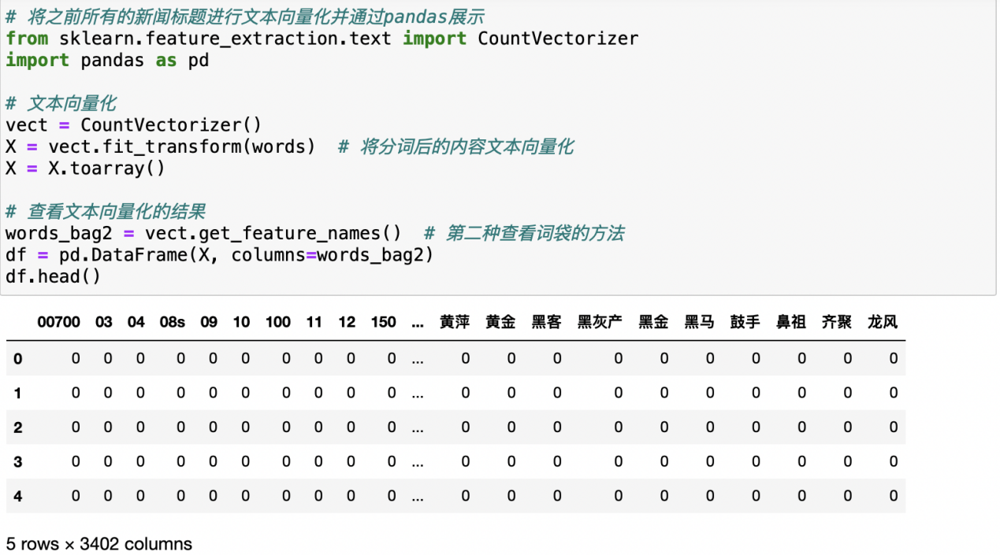 # 将之前所有的新闻标题进行文本向量化并通过pandas展示
from sklearn.feature_extraction.text import CountVectorizer
import pandas as pd
# 文本向量化
vect = CountVectorizer()
X = vect.fit_transform(words)  # 将分词后的内容文本向量化
X = X.toarray()
# 查看文本向量化的结果
words_bag2 = vect.get_feature_names()  # 第二种查看词袋的方法
df = pd.DataFrame(X, columns=words_bag2)
df.head()
00700 03 04 08s 09 10 100 11 12 150 ... 黄萍 黄金 黑客 黑灰产 黑金 黑马 鼓手 鼻祖 齐聚 龙风
0 0 0 0 0 0 0 0 0 0 0 ... 0 0 0 0 0 0 0 0 0 0
1 0 0 0 0 0 0 0 0 0 0 ... 0 0 0 0 0 0 0 0 0 0
2 0 0 0 0 0 0 0 0 0 0 ... 0 0 0 0 0 0 0 0 0 0
3 0 0 0 0 0 0 0 0 0 0 ... 0 0 0 0 0 0 0 0 0 0
4 0 0 0 0 0 0 0 0 0 0 ... 0 0 0 0 0 0 0 0 0 0
5 rows × 3402 columns